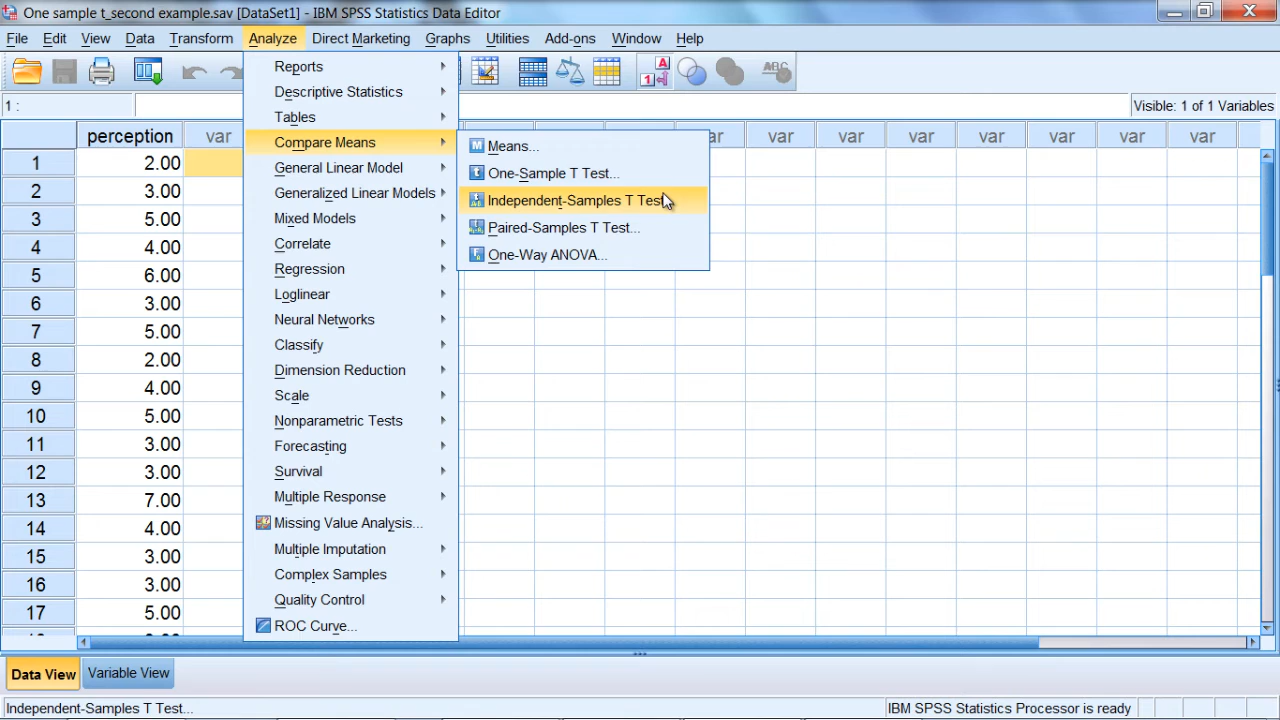 One sample t_second example.sav [DataSet1] - IBM SPSS Statistics Data Editor
File Edit View Data Transform Analyze Direct Marketing Graphs Utilities Add-ons Window Help
1 :
Visible: 1 of 1 Variables
perception var var var var var var var var
1 2.00
2 3.00
3 5.00
4 4.00
5 6.00
6 3.00
7 5.00
8 2.00
9 4.00
10 5.00
11 3.00
12 3.00
13 7.00
14 4.00
15 3.00
16 3.00
17 5.00
Reports
Descriptive Statistics
Tables
Compare Means
General Linear Model
Generalized Linear Models
Mixed Models
Correlate
Regression
Loglinear
Neural Networks
Classify
Dimension Reduction
Scale
Nonparametric Tests
Forecasting
Survival
Multiple Response
Missing Value Analysis...
Multiple Imputation
Complex Samples
Quality Control
ROC Curve...
Means...
One-Sample T Test...
Independent-Samples T Test
Paired-Samples T Test...
One-Way ANOVA...
Data View Variable View
Independent-Samples T Test...
IBM SPSS Statistics Processor is ready